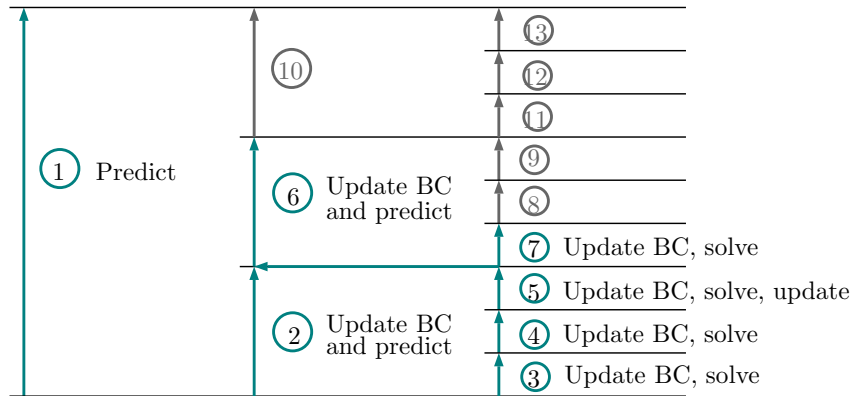 13
10
12
11
9
1 Predict
6 Update BC
and predict
8
7 Update BC, solve
5 Update BC, solve, update
2 Update BC
and predict
4 Update BC, solve
3 Update BC, solve